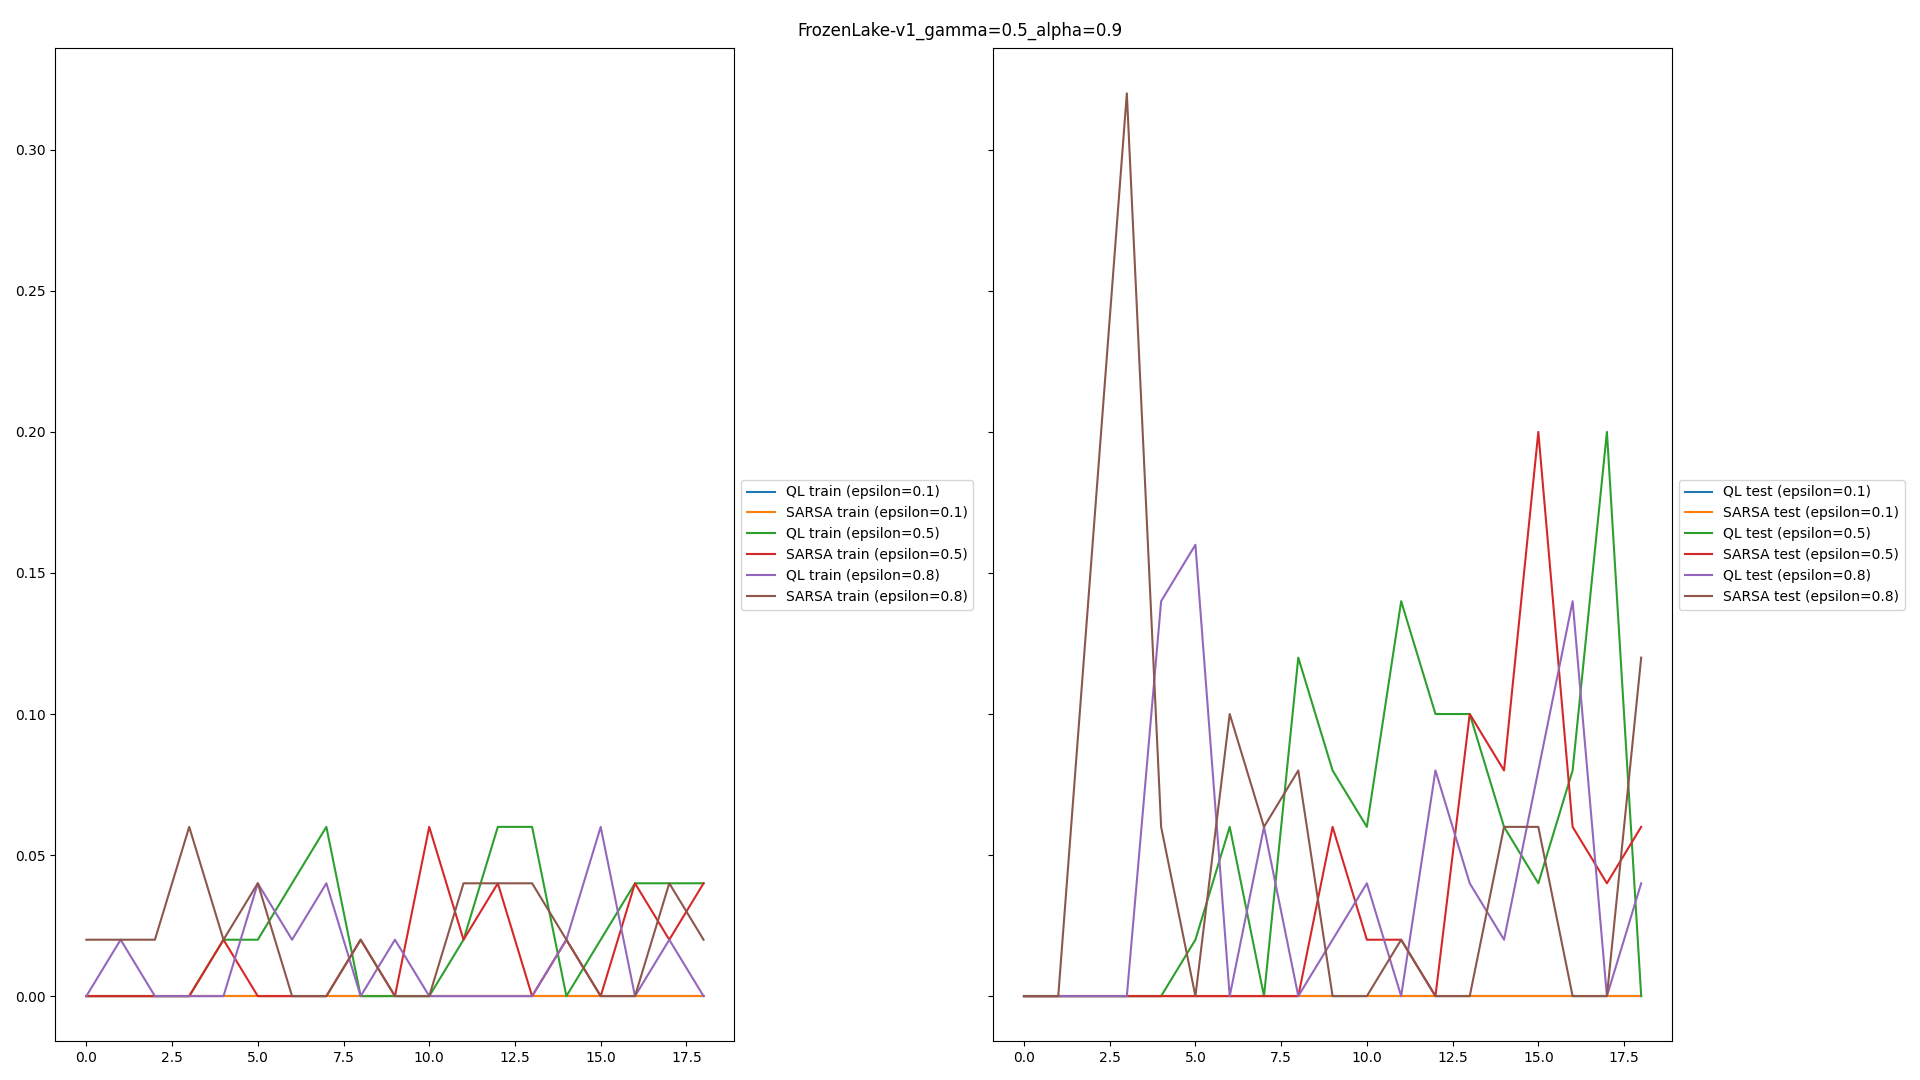 FrozenLake-v1_gamma=0.5_alpha=0.9
0.30
0.25
0.20
0.15
0.10
0.05
0.00
0.0 2.5 5.0 7.5 10.0 12.5 15.0 17.5
QL train (epsilon=0.1)
SARSA train (epsilon=0.1)
QL train (epsilon=0.5)
SARSA train (epsilon=0.5)
QL train (epsilon=0.8)
SARSA train (epsilon=0.8)
0.0 2.5 5.0 7.5 10.0 12.5 15.0 17.5
QL test (epsilon=0.1)
SARSA test (epsilon=0.1)
QL test (epsilon=0.5)
SARSA test (epsilon=0.5)
QL test (epsilon=0.8)
SARSA test (epsilon=0.8)